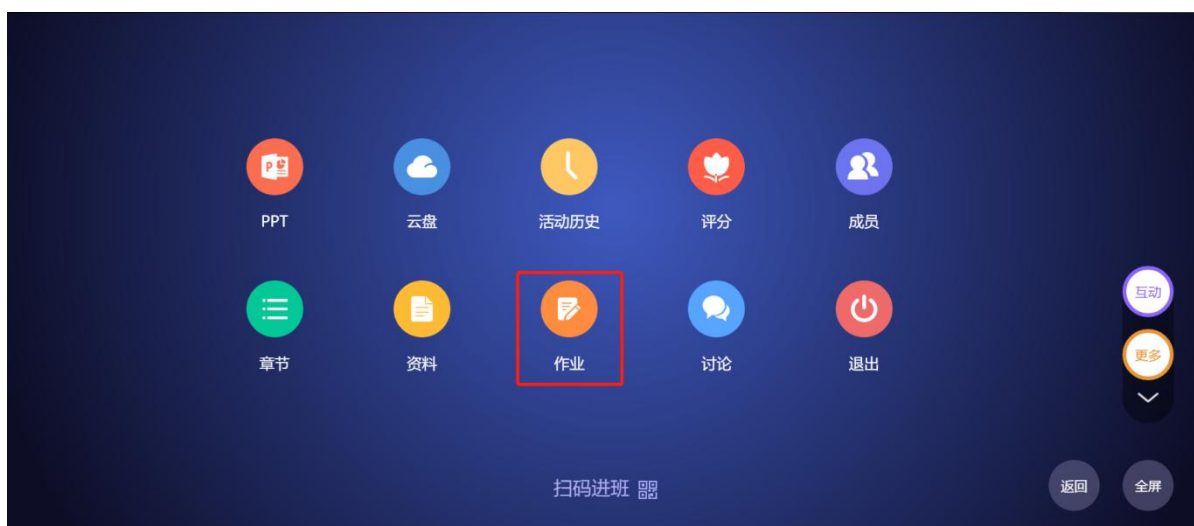 PPT 云盘 活动历史 评分 成员
章节 资料 作业 讨论 退出
互动
更多
扫码进班
返回 全屏